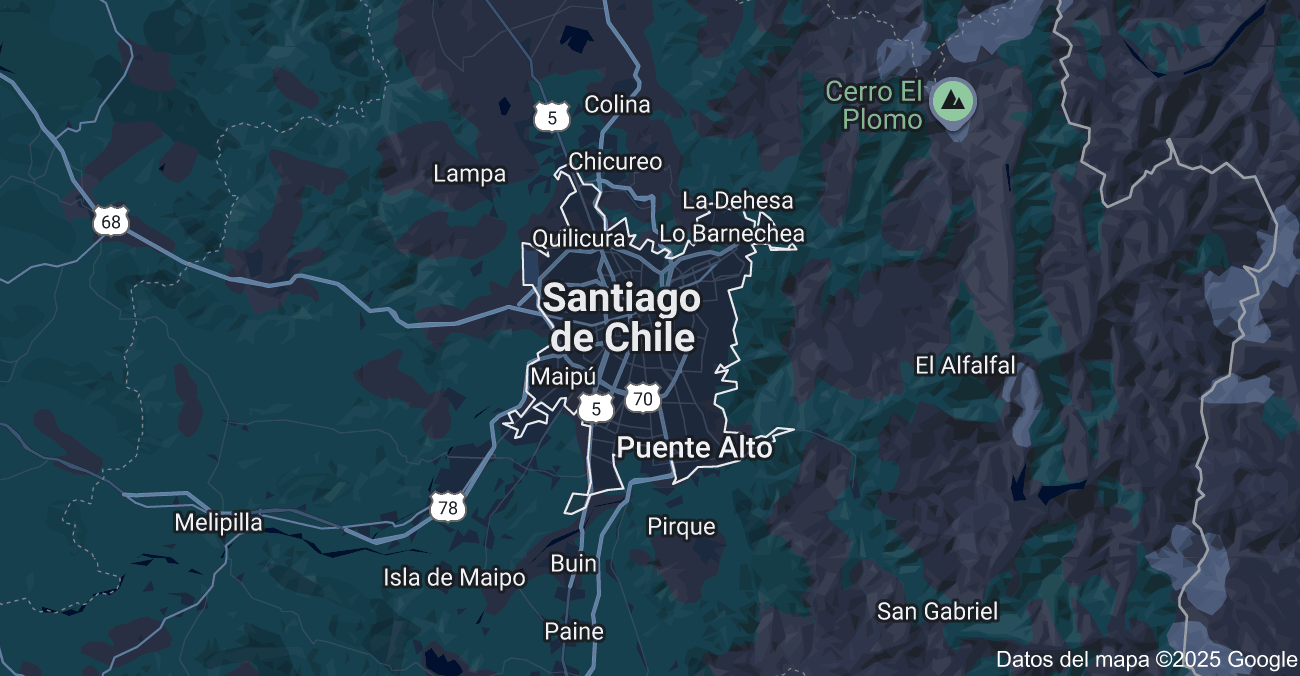 Cerro El
Plomo
Colina
5
Chicureo
Lampa
La Dehesa
68
Quilicura
Lo Barnechea
Santiago
de Chile
El Alfalfal
Maipú
5
70
Puente Alto
78
Melipilla
Pirque
Buin
Isla de Maipo
San Gabriel
Paine
Datos del mapa ©2025 Google